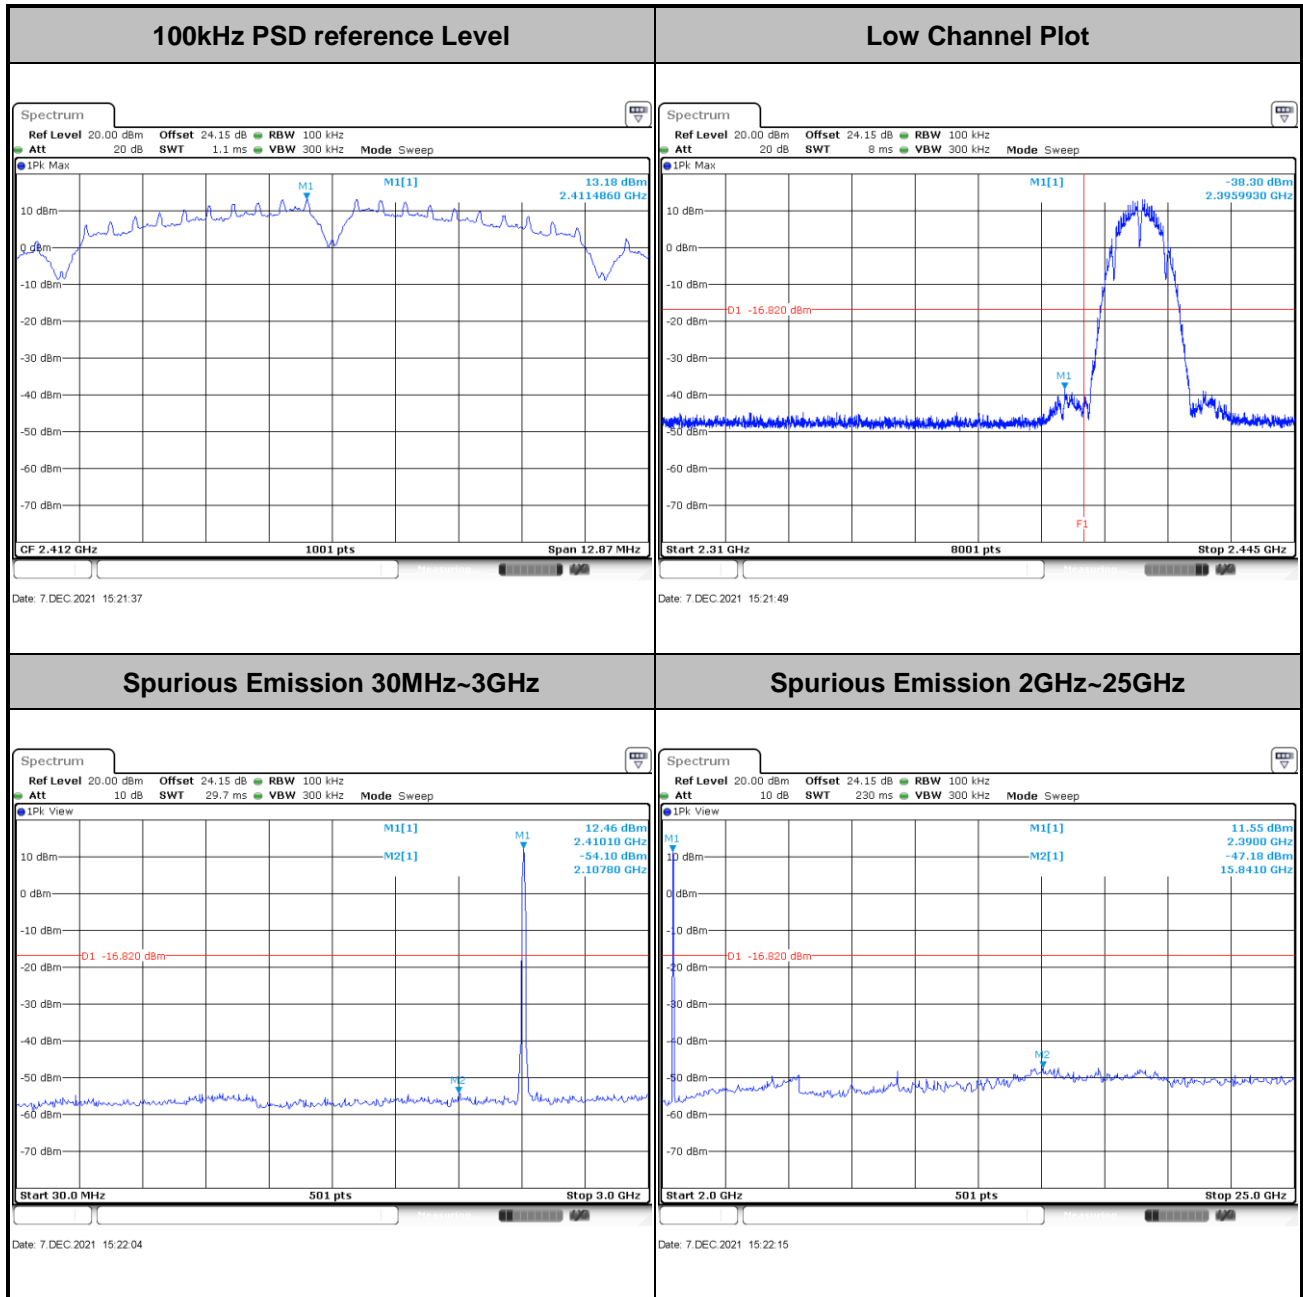 100kHz PSD reference Level
Low Channel Plot
Spectrum
Ref Level 20.00 dBm Offset 24.15 dB RBW 100 kHz
Att 20 dB SWT 1.1 ms VBW 300 kHz Mode Sweep
1Pk Max
M1[1] 13.18 dBm
2.4114860 GHz
M1
10 dBm
0 dBm
-10 dBm
-20 dBm
-30 dBm
-40 dBm
-50 dBm
-60 dBm
-70 dBm
CF 2.412 GHz 1001 pts Span 12.87 MHz
Measuring
Date: 7.DEC.2021 15:21:37
Spectrum
Ref Level 20.00 dBm Offset 24.15 dB RBW 100 kHz
Att 20 dB SWT 8 ms VBW 300 kHz Mode Sweep
1Pk Max
M1[1] -38.30 dBm
2.3959930 GHz
10 dBm
0 dBm
-10 dBm
D1 -16.820 dBm
-20 dBm
-30 dBm
M1
-40 dBm
-50 dBm
-60 dBm
-70 dBm
F1
Start 2.31 GHz 8001 pts Stop 2.445 GHz
Measuring
Date: 7.DEC.2021 15:21:49
Spurious Emission 30MHz~3GHz
Spurious Emission 2GHz~25GHz
Spectrum
Ref Level 20.00 dBm Offset 24.15 dB RBW 100 kHz
Att 10 dB SWT 29.7 ms VBW 300 kHz Mode Sweep
1Pk View
M1[1] 12.46 dBm
2.41010 GHz
M1
M2[1] -54.10 dBm
2.10780 GHz
10 dBm
0 dBm
-10 dBm
D1 -16.820 dBm
-20 dBm
-30 dBm
-40 dBm
-50 dBm
M2
-60 dBm
-70 dBm
Start 30.0 MHz 501 pts Stop 3.0 GHz
Measuring
Date: 7.DEC.2021 15:22:04
Spectrum
Ref Level 20.00 dBm Offset 24.15 dB RBW 100 kHz
Att 10 dB SWT 230 ms VBW 300 kHz Mode Sweep
1Pk View
M1[1] 11.55 dBm
2.3900 GHz
M1
M2[1] -47.18 dBm
15.8410 GHz
10 dBm
0 dBm
-10 dBm
D1 -16.820 dBm
-20 dBm
-30 dBm
-40 dBm
M2
-50 dBm
-60 dBm
-70 dBm
Start 2.0 GHz 501 pts Stop 25.0 GHz
Measuring
Date: 7.DEC.2021 15:22:15